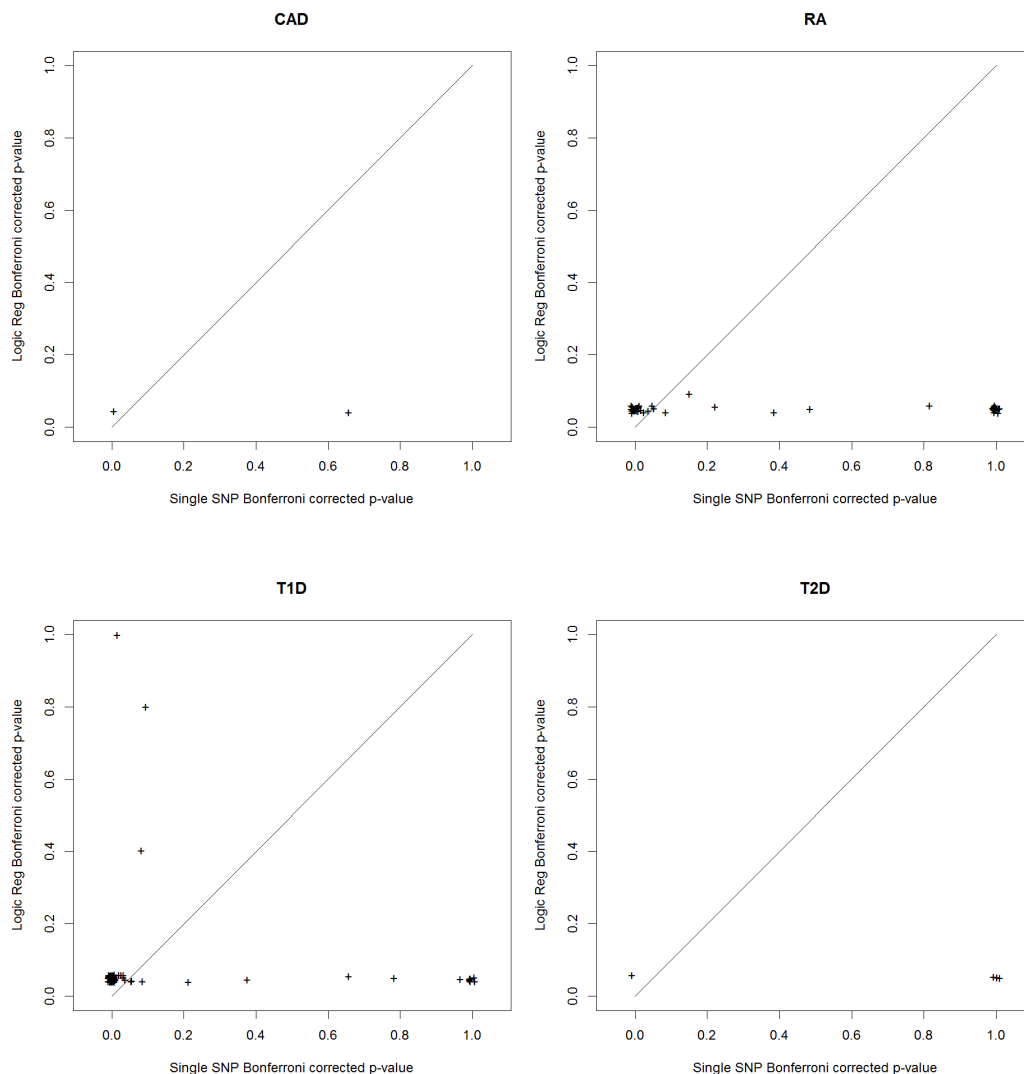 CAD
Logic Reg Bonferroni corrected p-value
1.0
0.8
0.6
0.4
0.2
0.0
0.0 0.2 0.4 0.6 0.8 1.0
Single SNP Bonferroni corrected p-value
RA
Logic Reg Bonferroni corrected p-value
1.0
0.8
0.6
0.4
0.2
0.0
0.0 0.2 0.4 0.6 0.8 1.0
Single SNP Bonferroni corrected p-value
T1D
Logic Reg Bonferroni corrected p-value
1.0
0.8
0.6
0.4
0.2
0.0
0.0 0.2 0.4 0.6 0.8 1.0
Single SNP Bonferroni corrected p-value
T2D
Logic Reg Bonferroni corrected p-value
1.0
0.8
0.6
0.4
0.2
0.0
0.0 0.2 0.4 0.6 0.8 1.0
Single SNP Bonferroni corrected p-value